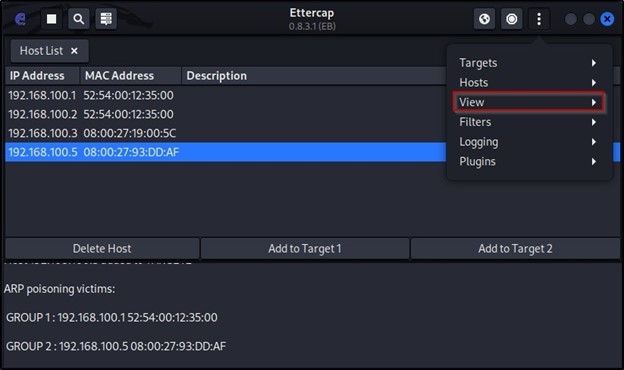 Ettercap
0.8.3.1 (EB)
Host List ×
IP Address MAC Address Description
192.168.100.1 52:54:00:12:35:00
192.168.100.2 52:54:00:12:35:00
192.168.100.3 08:00:27:19:00:5C
192.168.100.5 08:00:27:93:DD:AF
Targets
Hosts
View
Filters
Logging
Plugins
Delete Host
Add to Target 1
Add to Target 2
ARP poisoning victims:
GROUP 1 : 192.168.100.1 52:54:00:12:35:00
GROUP 2 : 192.168.100.5 08:00:27:93:DD:AF